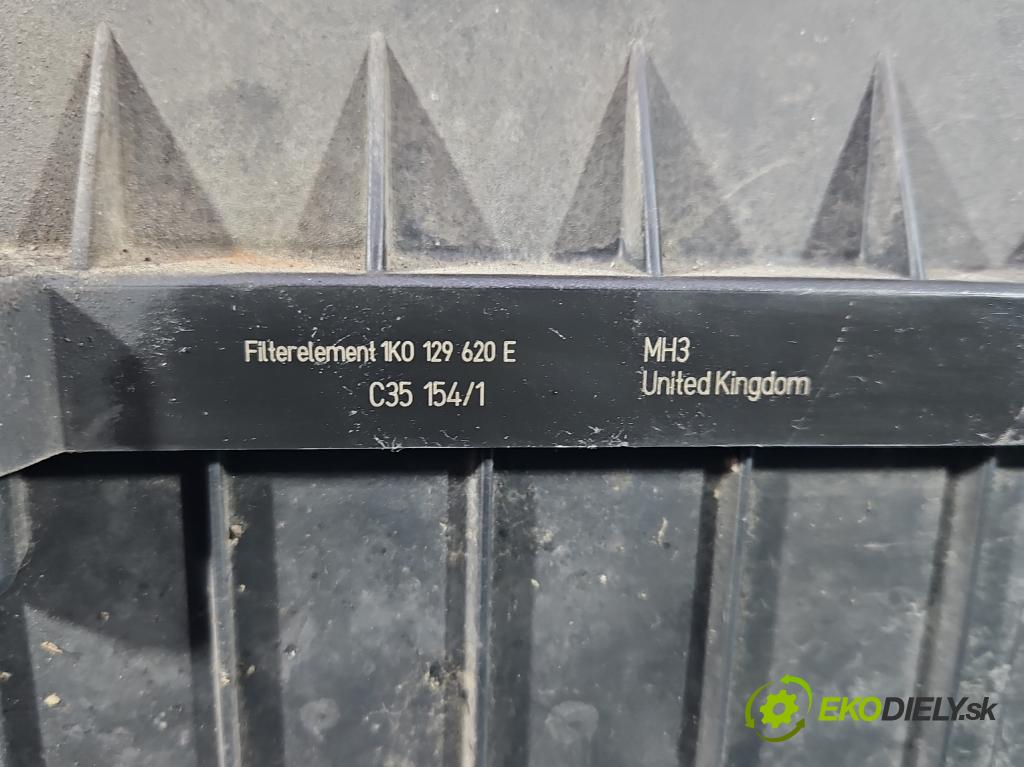 Filterelement 1K0 129 620 E
C35 154/1
MH3
United Kingdom
EKODIELY.sk